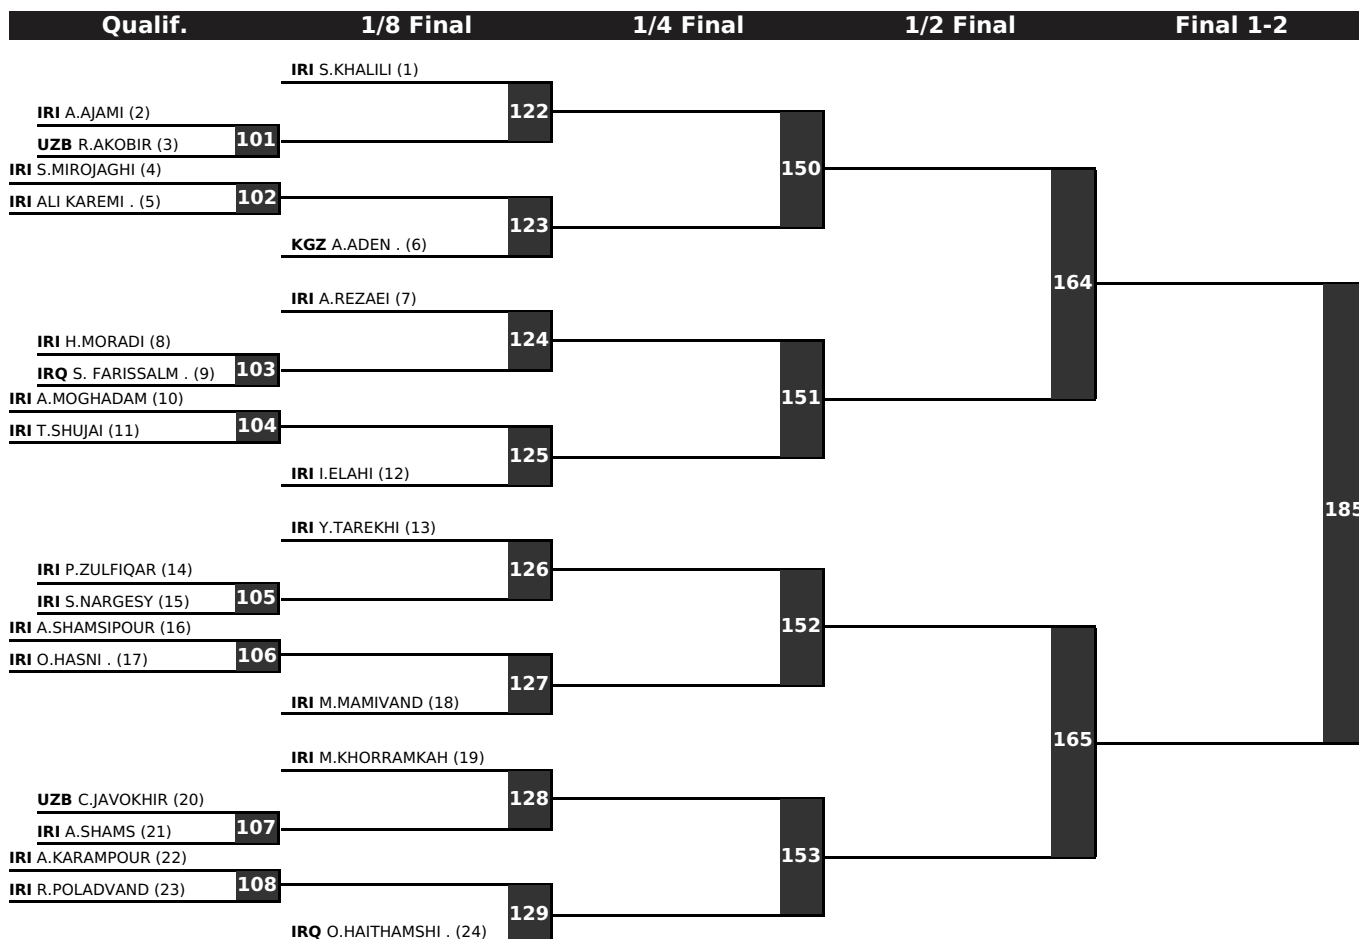 Qualif. 1/8 Final 1/4 Final 1/2 Final Final 1-2
IRI S.KHALILI (1)
122
IRI A.AJAMI (2)
101
UZB R.AKOBIR (3)
IRI S.MIROJAGHI (4)
150
102
IRI ALI KAREMI . (5)
123
KGZ A.ADEN . (6)
164
IRI A.REZAEI (7)
124
IRI H.MORADI (8)
103
IRQ S. FARISSALM . (9)
IRI A.MOGHADAM (10)
151
104
IRI T.SHUJAI (11)
125
IRI I.ELAHI (12)
185
IRI Y.TAREKHI (13)
126
IRI P.ZULFIQAR (14)
105
IRI S.NARGESY (15)
IRI A.SHAMSIPOUR (16)
152
106
IRI O.HASNI . (17)
127
IRI M.MAMIVAND (18)
165
IRI M.KHORRAMKAH (19)
128
UZB C.JAVOKHIR (20)
107
IRI A.SHAMS (21)
IRI A.KARAMPOUR (22)
153
108
IRI R.POLADVAND (23)
129
IRQ O.HAITHAMSHI . (24)